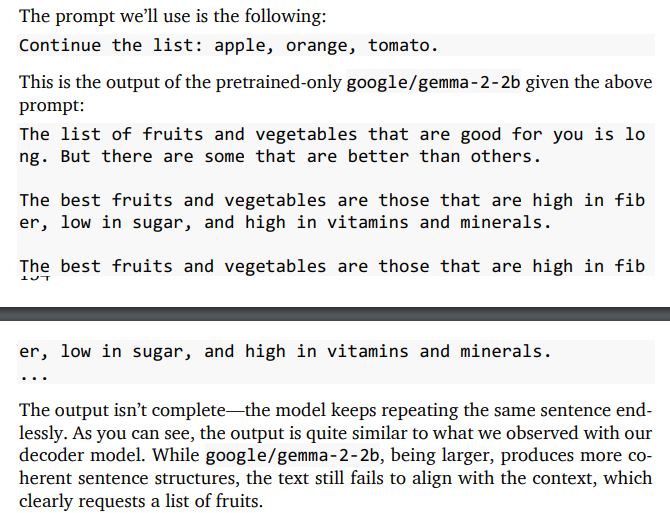 The prompt we’ll use is the following:
Continue the list: apple, orange, tomato.
This is the output of the pretrained-only google/gemma-2-2b given the above
prompt:
The list of fruits and vegetables that are good for you is lo
ng. But there are some that are better than others.
The best fruits and vegetables are those that are high in fib
er, low in sugar, and high in vitamins and minerals.
The best fruits and vegetables are those that are high in fib
er, low in sugar, and high in vitamins and minerals.
...
The output isn’t complete—the model keeps repeating the same sentence end-
lessly. As you can see, the output is quite similar to what we observed with our
decoder model. While google/gemma-2-2b, being larger, produces more co-
herent sentence structures, the text still fails to align with the context, which
clearly requests a list of fruits.